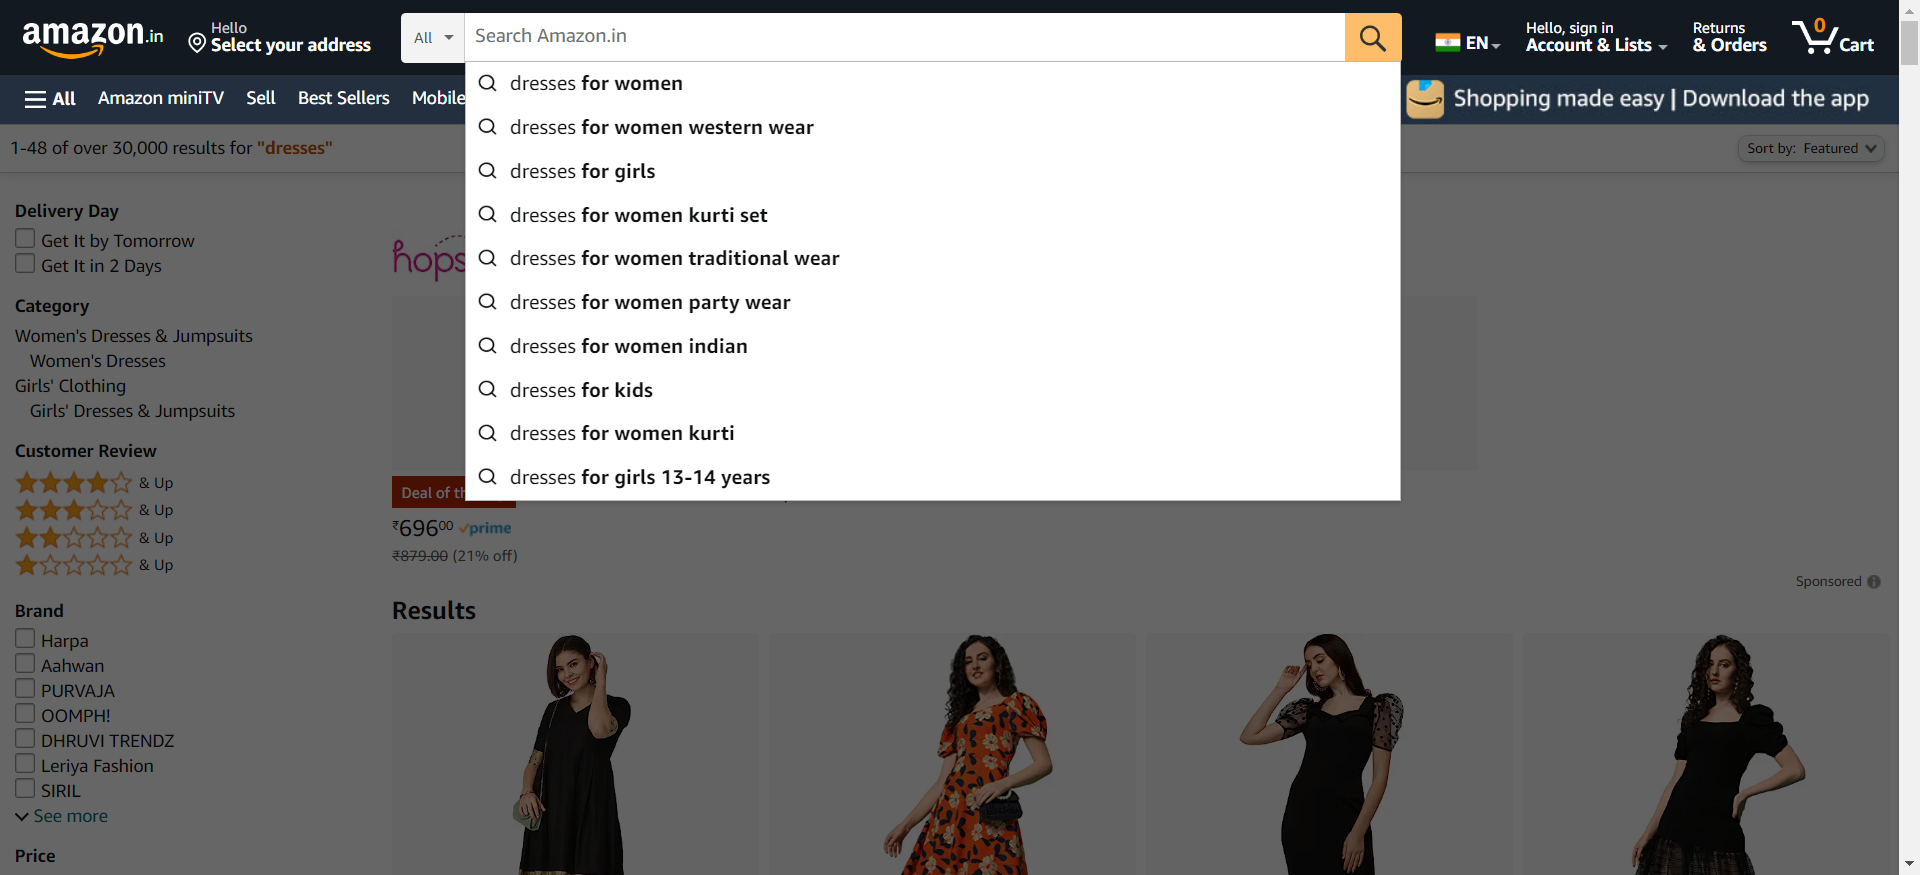 amazon.in
Hello
Select your address
All
Search Amazon.in
EN
Hello, sign in
Account & Lists
Returns
& Orders
0
Cart
All
Amazon miniTV
Sell
Best Sellers
Mobile
Shopping made easy | Download the app
dresses for women
dresses for women western wear
dresses for girls
dresses for women kurti set
dresses for women traditional wear
dresses for women party wear
dresses for women indian
dresses for kids
dresses for women kurti
dresses for girls 13-14 years
1-48 of over 30,000 results for "dresses"
Sort by: Featured
Delivery Day
Get It by Tomorrow
Get It in 2 Days
Category
Women's Dresses & Jumpsuits
Women's Dresses
Girls' Clothing
Girls' Dresses & Jumpsuits
Customer Review
& Up
& Up
& Up
& Up
Brand
Harpa
Aahwan
PURVAJA
OOMPH!
DHRUVI TRENDZ
Leriya Fashion
SIRIL
See more
Price
hops
Deal of th
₹69600 prime
₹879.00 (21% off)
Sponsored
Results